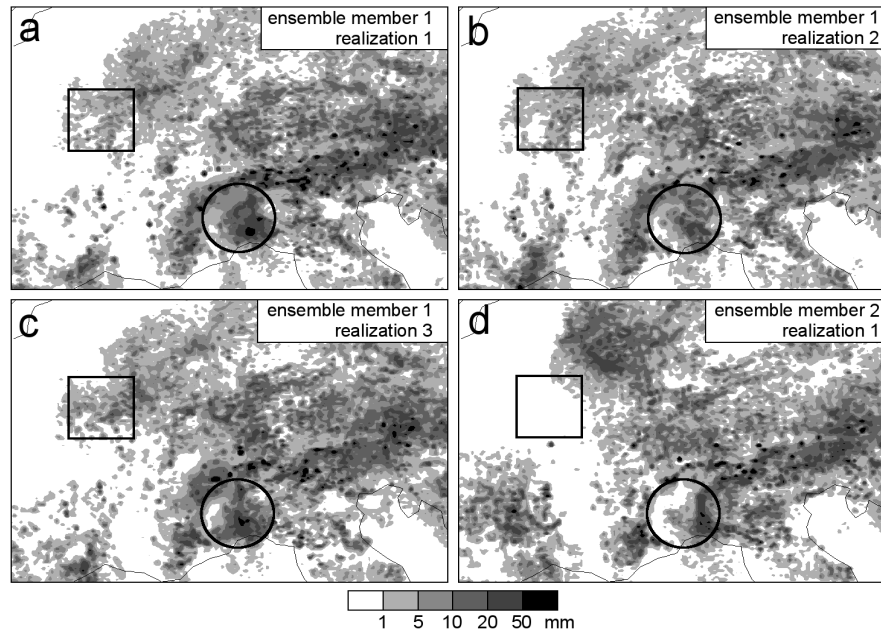 a
ensemble member 1
realization 1
b
ensemble member 1
realization 2
c
ensemble member 1
realization 3
d
ensemble member 2
realization 1
1 5 10 20 50 mm